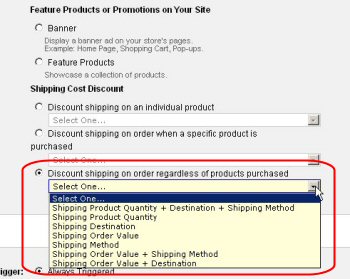 Feature Products or Promotions on Your Site
Banner
Display a banner ad on your store's pages.
Example: Home Page, Shopping Cart, Pop-ups.
Feature Products
Showcase a collection of products.
Shipping Cost Discount
Discount shipping on an individual product
Select One...
Discount shipping on order when a specific product is
purchased
Select One...
Discount shipping on order regardless of products purchased
Select One...
Select One...
Shipping Product Quantity + Destination + Shipping Method
Shipping Product Quantity
Shipping Destination
Shipping Order Value
Shipping Method
Shipping Order Value + Shipping Method
Shipping Order Value + Destination
igger:
Always Triggered